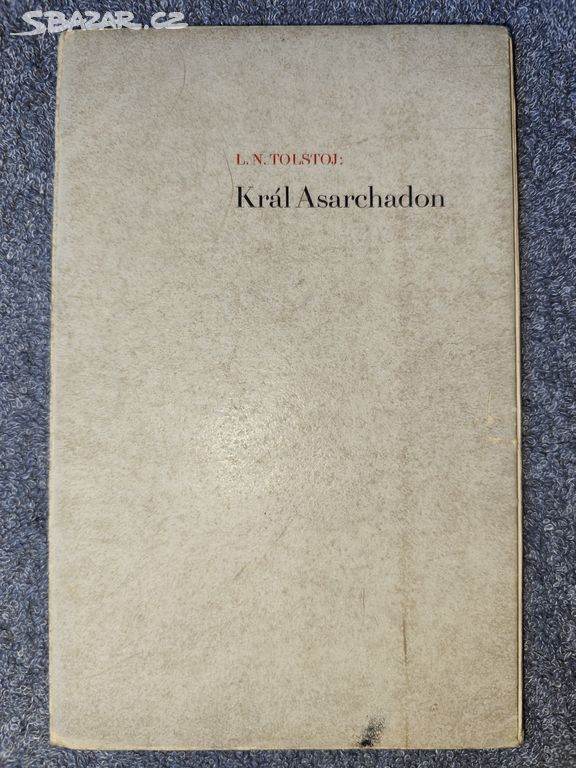 SBAZAR.CZ
L. N. TOLSTOJ:
Král Asarchadon